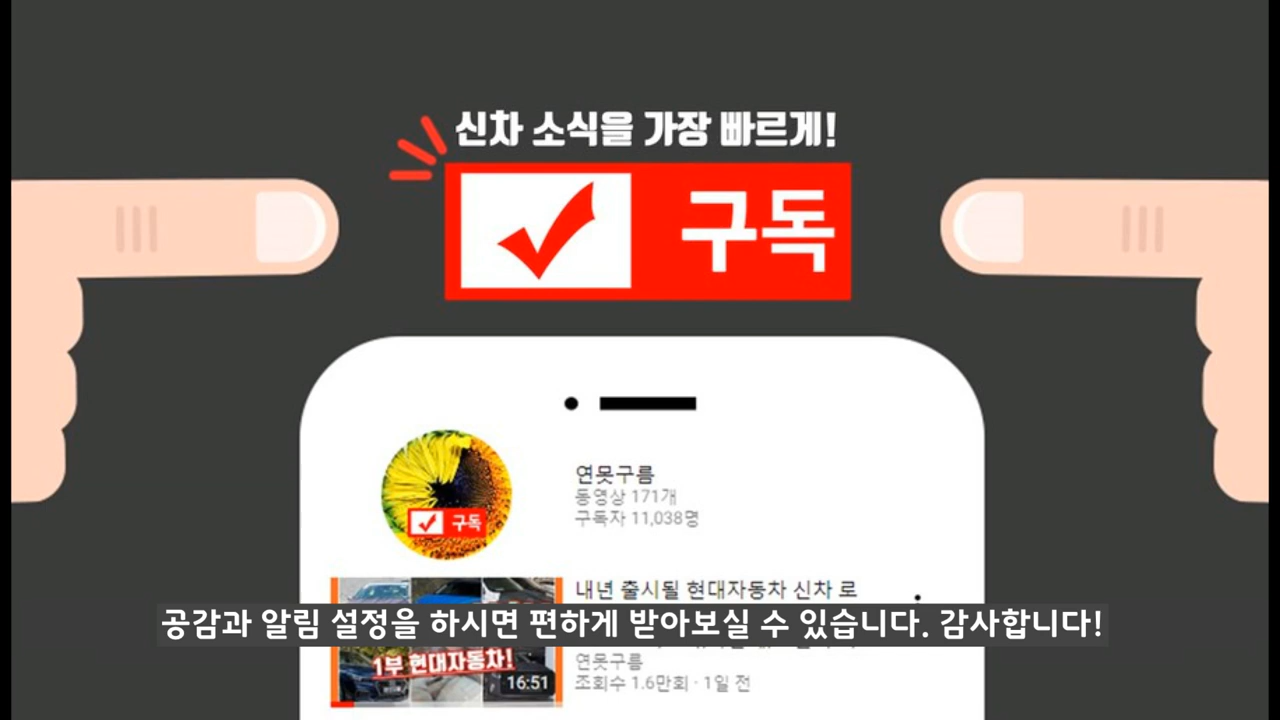 신차 소식을 가장 빠르게!
구독
연못구름
동영상 171개
구독자 11,038명
구독
내년 출시될 현대자동차 신차 로
공감과 알림 설정을 하시면 편하게 받아보실 수 있습니다. 감사합니다!
1부 현대자동차!
16:51
연못구름
조회수 1.6만회 · 1일 전